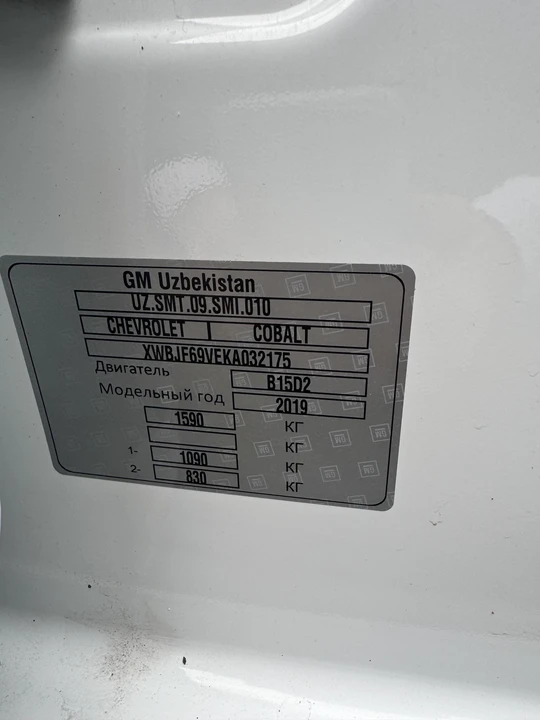 GM Uzbekistan
UZ.SMT.09.SMI.010
CHEVROLET COBALT
XWBJF69VEKA032175
Двигатель B15D2
Модельный год 2019
1590 КГ
КГ
1- 1090 КГ
2- 830 КГ